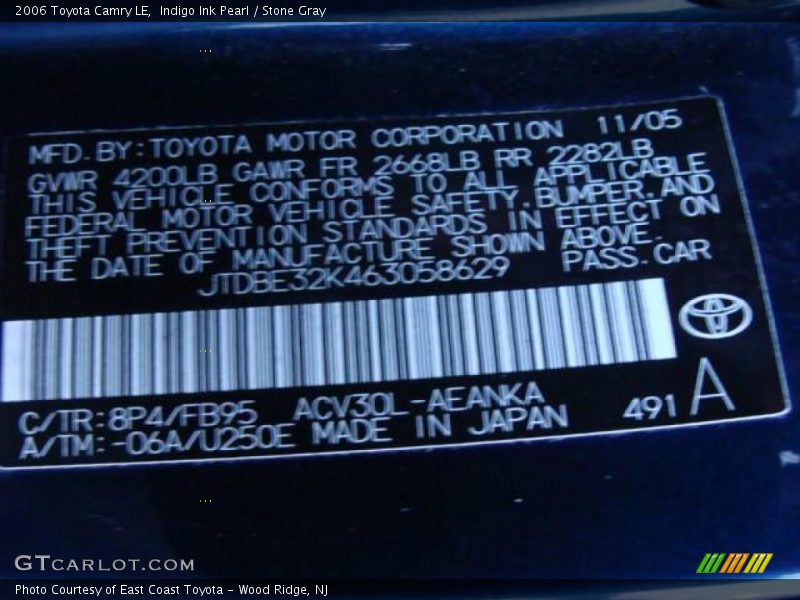 2006 Toyota Camry LE,  Indigo Ink Pearl / Stone Gray
MFD. BY: TOYOTA MOTOR CORPORATION 11/05
GVWR 4200LB GAWR FR 2668LB RR 2282LB
THIS VEHICLE CONFORMS TO ALL APPLICABLE
FEDERAL MOTOR VEHICLE SAFETY, BUMPER, AND
THEFT PREVENTION STANDARDS IN EFFECT ON
THE DATE OF MANUFACTURE SHOWN ABOVE.
JTDBE32K463058629 PASS. CAR
C/TR: 8P4/FB95 ACV30L-AEANKA
A/TM: -06A/U250E MADE IN JAPAN 491 A
GTCARLOT.COM
Photo Courtesy of East Coast Toyota - Wood Ridge, NJ